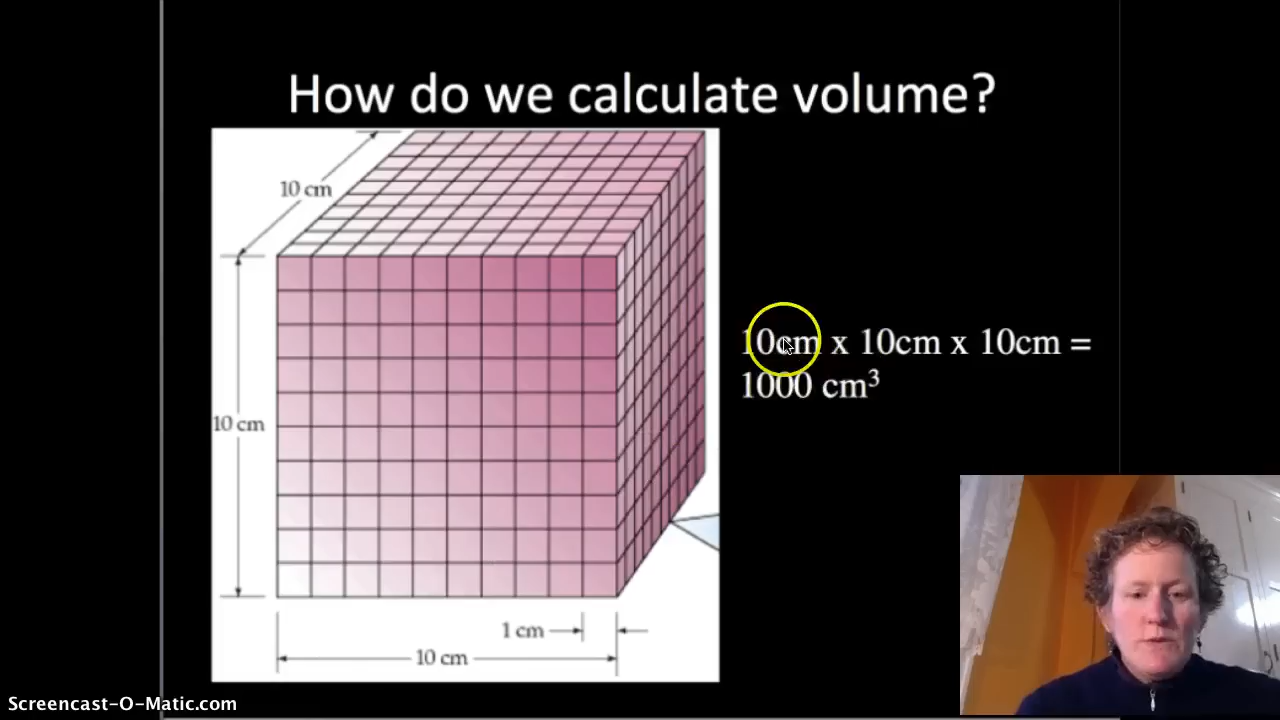 How do we calculate volume?
10 cm
10 cm
10cm x 10cm x 10cm =
1000 cm³
1 cm
10 cm
Screencast-O-Matic.com